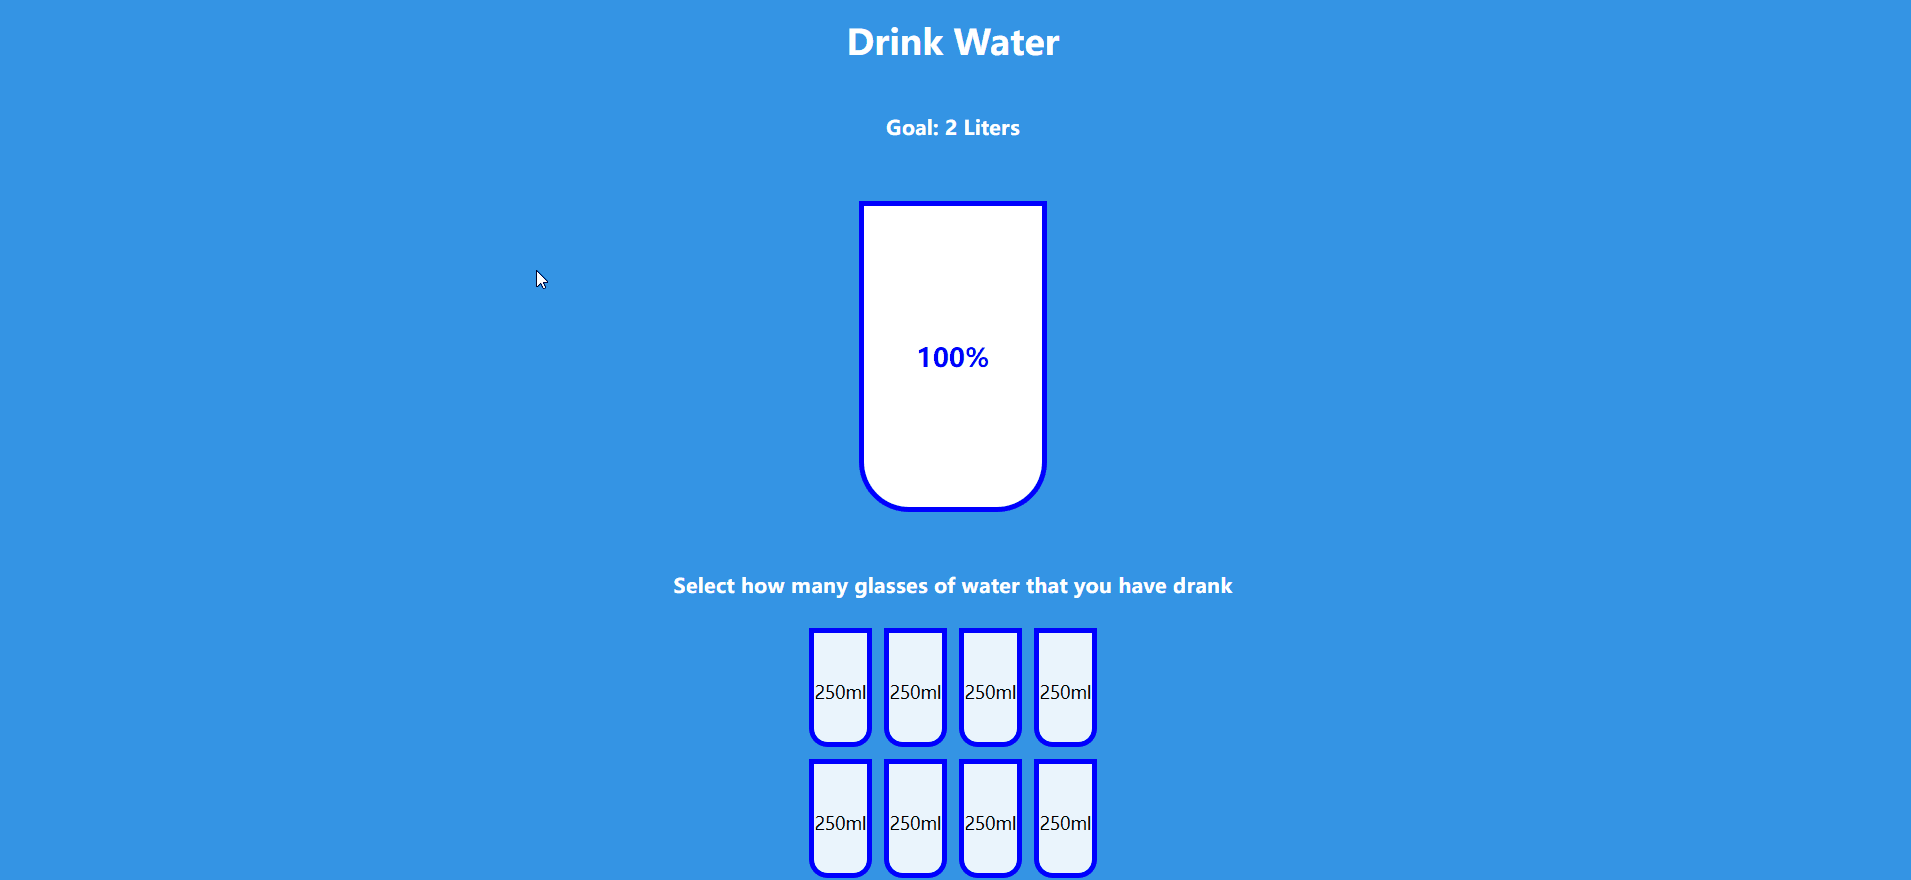 Drink Water
Goal: 2 Liters
100%
Select how many glasses of water that you have drank
250ml 250ml 250ml 250ml
250ml 250ml 250ml 250ml